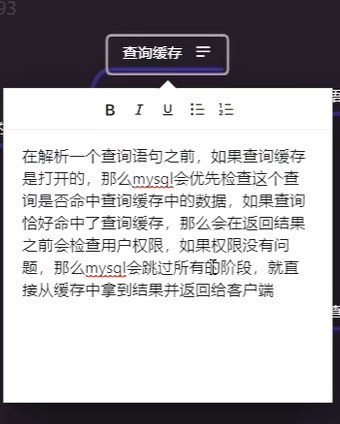 93
查询缓存
B I U
在解析一个查询语句之前，如果查询缓存
是打开的，那么mysql会优先检查这个查
询是否命中查询缓存中的数据，如果查询
恰好命中了查询缓存，那么会在返回结果
之前会检查用户权限，如果权限没有问
题，那么mysql会跳过所有的阶段，就直
接从缓存中拿到结果并返回给客户端